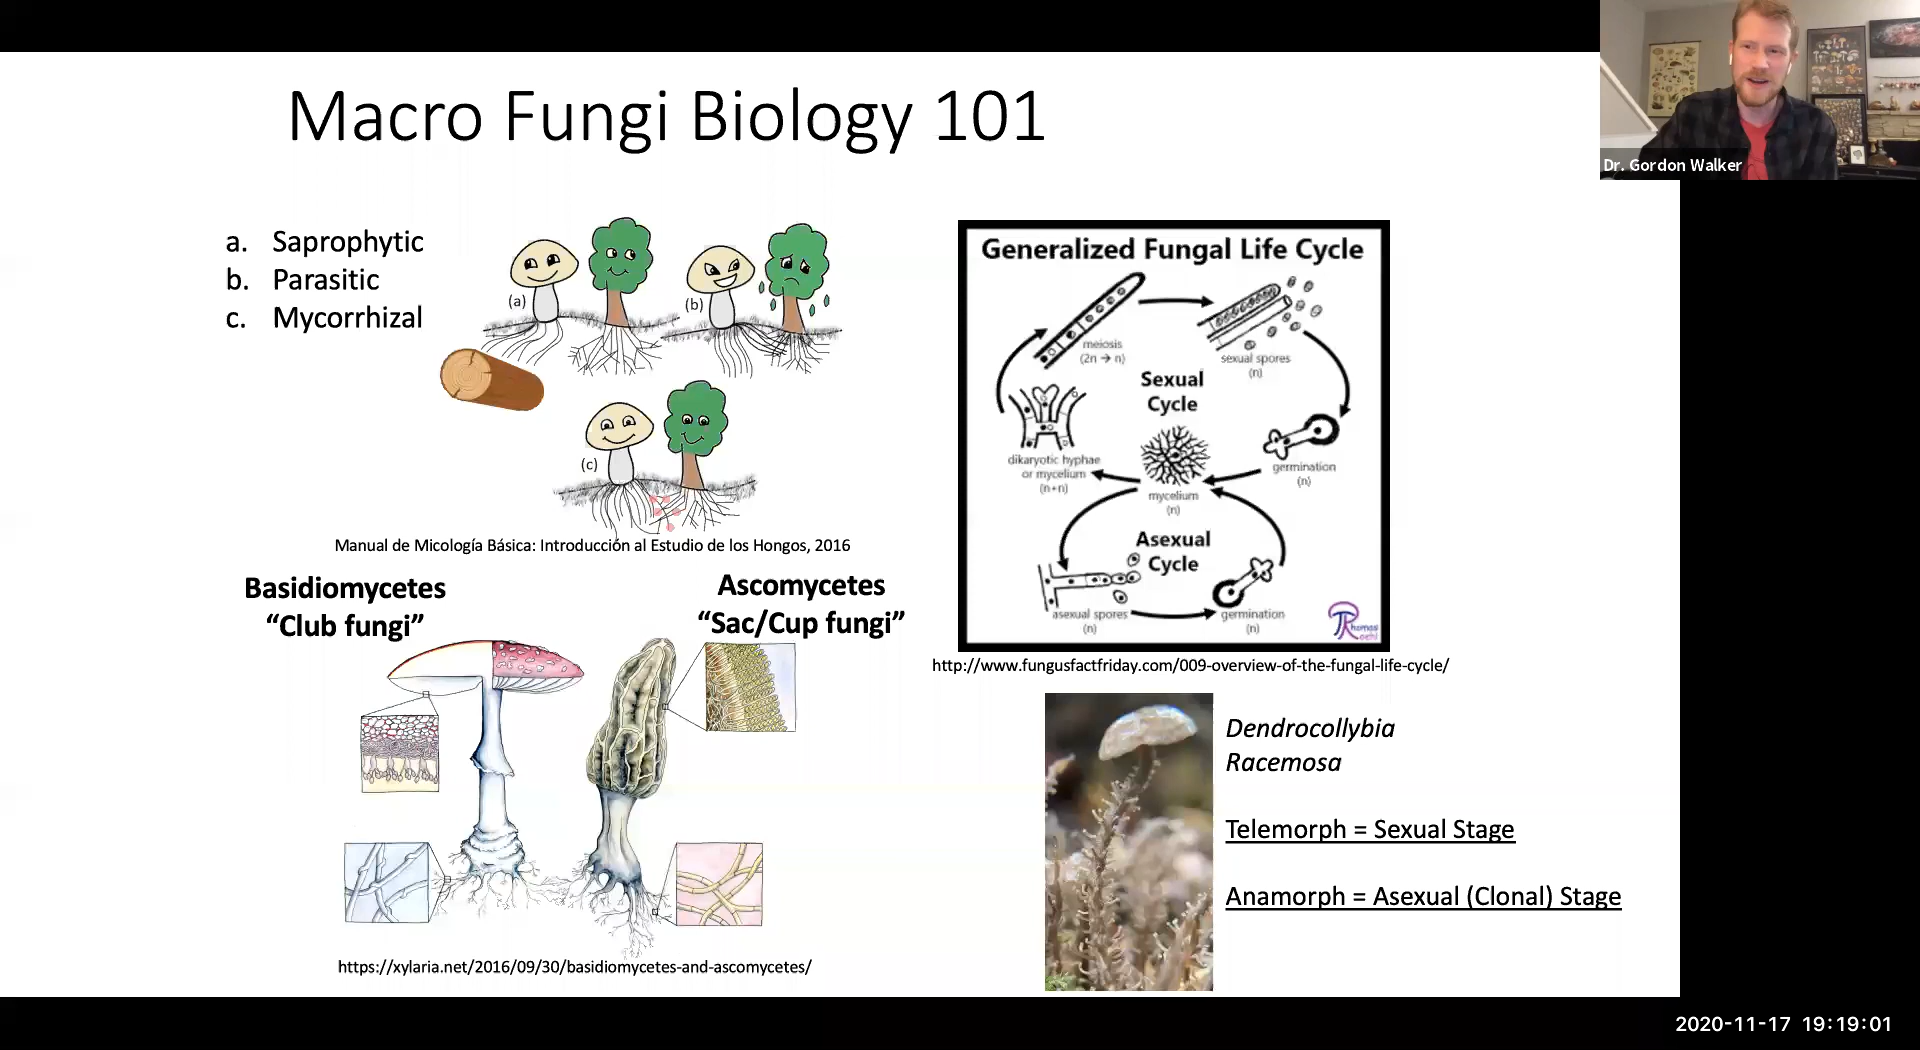 Macro Fungi Biology 101
Dr. Gordon Walker
a. Saprophytic
b. Parasitic
c. Mycorrhizal
(a)
(b)
(c)
Manual de Micología Básica: Introducción al Estudio de los Hongos, 2016
Basidiomycetes
“Club fungi”
Ascomycetes
“Sac/Cup fungi”
https://xylaria.net/2016/09/30/basidiomycetes-and-ascomycetes/
Generalized Fungal Life Cycle
meiosis
(2n → n)
sexual spores
(n)
Sexual
Cycle
dikaryotic hyphae
or mycelium
(n+n)
germination
(n)
mycelium
(n)
Asexual
Cycle
asexual spores
(n)
germination
(n)
http://www.fungusfactfriday.com/009-overview-of-the-fungal-life-cycle/
Dendrocollybia
Racemosa
Telemorph = Sexual Stage
Anamorph = Asexual (Clonal) Stage
2020-11-17 19:19:01